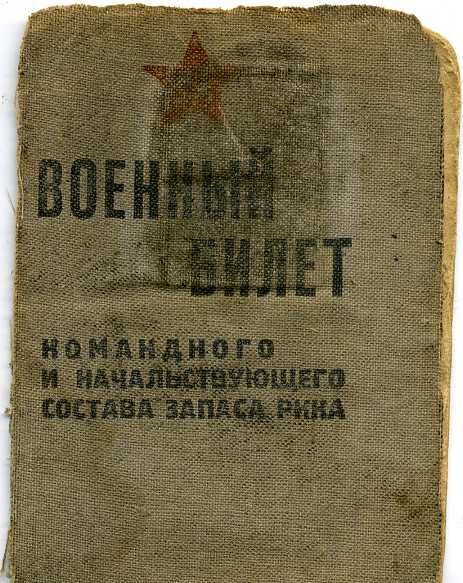 ВОЕННЫЙ
БИЛЕТ
КОМАНДНОГО
И НАЧАЛЬСТВУЮЩЕГО
СОСТАВА ЗАПАСА РККА